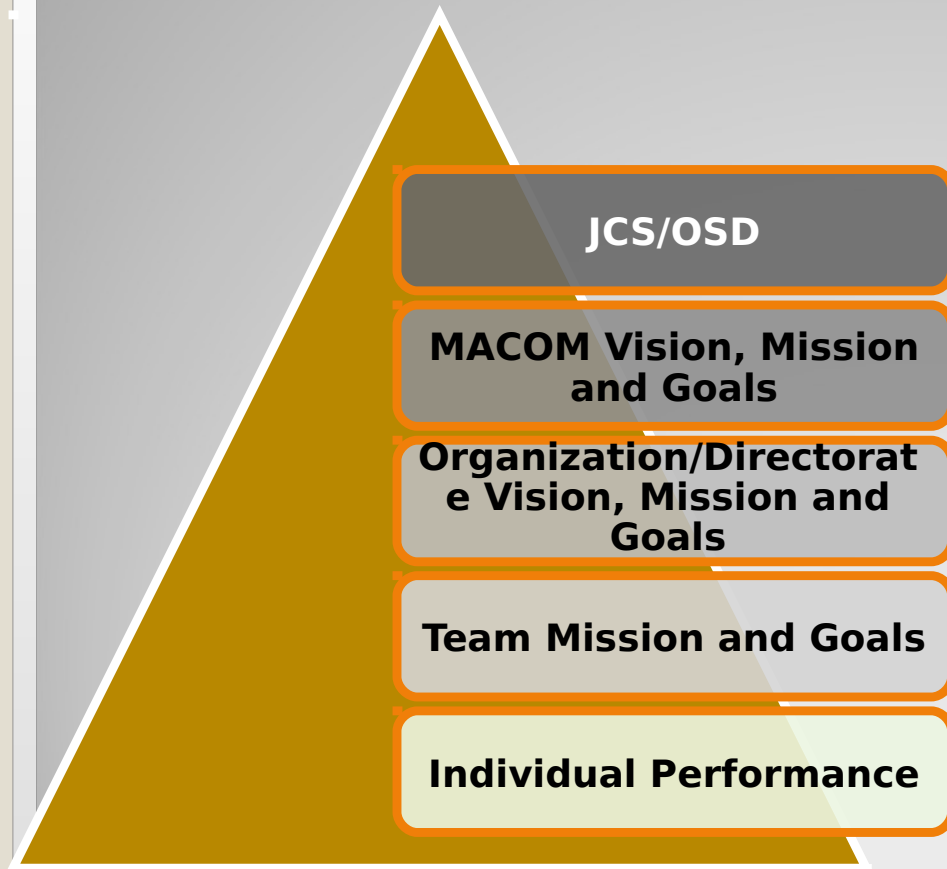 JCS/OSD
MACOM Vision, Mission
and Goals
Organization/Directorat
e Vision, Mission and
Goals
Team Mission and Goals
Individual Performance